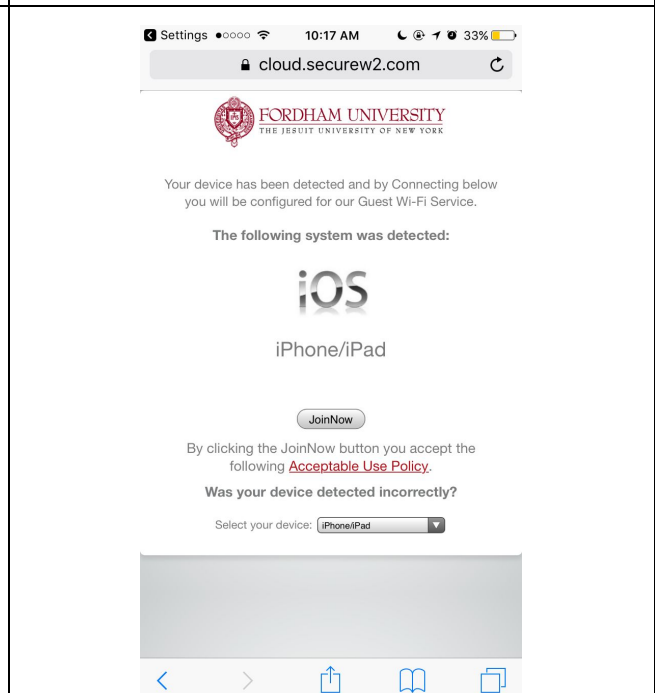 Settings 10:17 AM 33%
cloud.securew2.com
FORDHAM UNIVERSITY
THE JESUIT UNIVERSITY OF NEW YORK
Your device has been detected and by Connecting below
you will be configured for our Guest Wi-Fi Service.
The following system was detected:
iOS
iPhone/iPad
JoinNow
By clicking the JoinNow button you accept the
following Acceptable Use Policy.
Was your device detected incorrectly?
Select your device: iPhone/iPad